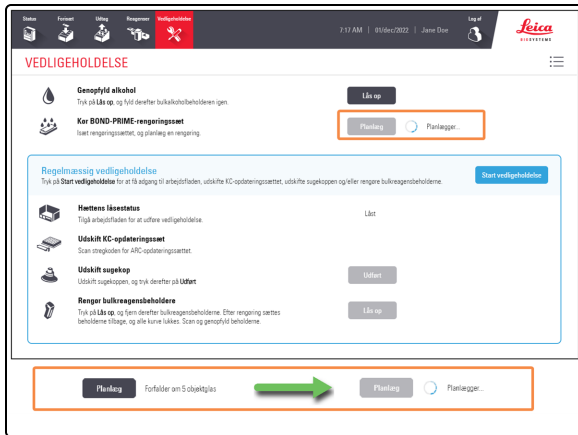 Status
Forisæt
Udtag
Reagenser
Vedligeholdelse
7:17 AM | 01/dec/2022 | Jane Doe
Log af
Leica
BIOSYSTEMS
VEDLIGEHOLDELSE
Genopfyld alkohol
Tryk på Lås op, og fyld derefter bulkalkoholbeholderen igen.
Lås op
Kør BOND-PRIME-rengoringssæt
Isæt rengoringssættet, og planlæg en rengøring.
Planlæg
Planlægger...
Regelmæssig vedligeholdelse
Tryk på Start vedligeholdelse for at få adgang til arbejdsfladen, udskifte KC-opdateringssættet, udskifte sugekoppen og/eller rengøre bulkreagensbeholderne.
Start vedligeholdelse
Hættens låsestatus
Tilgå arbejdsfladen for at udføre vedligeholdelse.
Låst
Udskift KC-opdateringssæt
Scan stregkoden for ARC-opdateringssættet.
Udskift sugekop
Udskift sugekoppen, og tryk derefter på Udført
Udført
Rengør bulkreagensbeholdere
Tryk på Lås op, og fjern derefter bulkreagensbeholderne. Efter rengøring sættes
beholderne tilbage, og alle kurve lukkes. Scan og genopfyld beholderne.
Lås op
Planlæg
Forfalder om 5 objektglas
Planlæg
Planlægger...